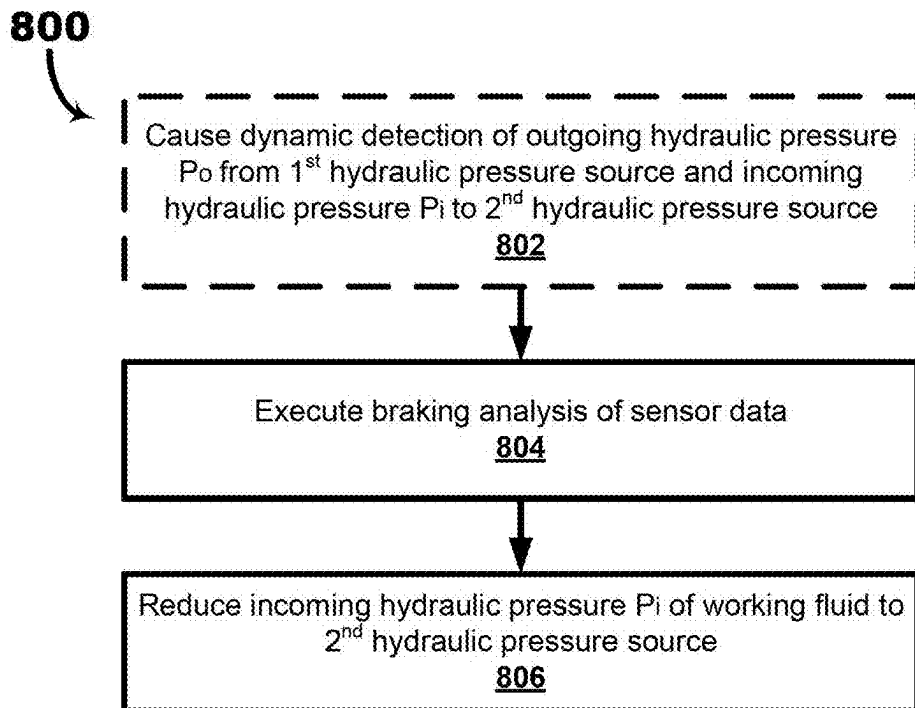 800
Cause dynamic detection of outgoing hydraulic pressure
Po from 1st hydraulic pressure source and incoming
hydraulic pressure Pi to 2nd hydraulic pressure source
802
Execute braking analysis of sensor data
804
Reduce incoming hydraulic pressure Pi of working fluid to
2nd hydraulic pressure source
806